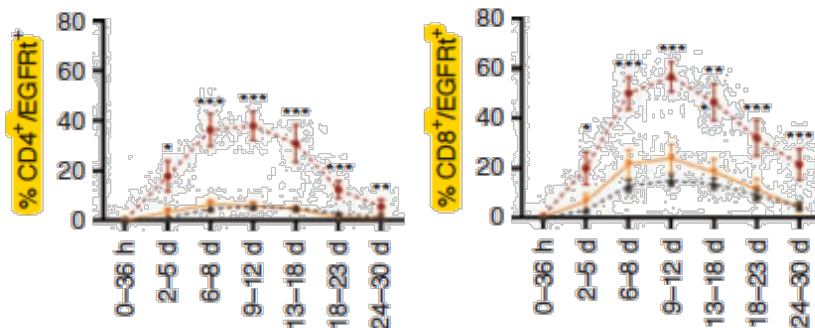 % CD4⁺/EGFRt⁺
80
60
40
20
0
* *** *** *** *** **
0–36 h
2–5 d
6–8 d
9–12 d
13–18 d
18–23 d
24–30 d
% CD8⁺/EGFRt⁺
80
60
40
20
0
* *** *** ** *** ***
*
0–36 h
2–5 d
6–8 d
9–12 d
13–18 d
18–23 d
24–30 d